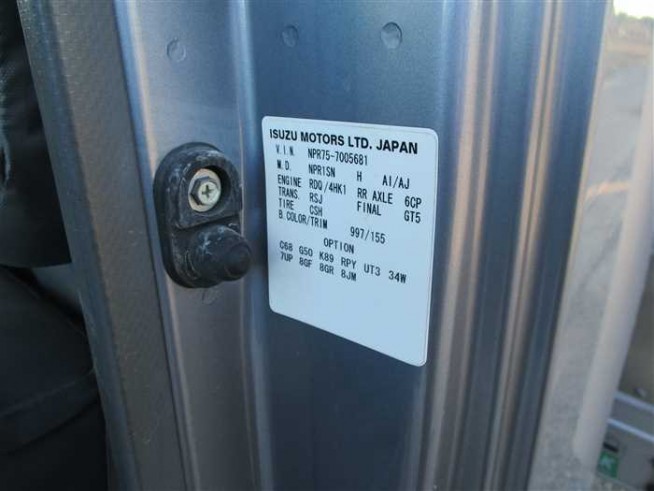 ISUZU MOTORS LTD. JAPAN
V.I.N. NPR75-7005681
M.D. NPR1SN H AI/AJ
ENGINE RDQ/4HK1 RR AXLE 6CP
TRANS. RSJ FINAL GT5
TIRE CSH
B.COLOR/TRIM 997/155
OPTION
C68 G50 K89 RPY UT3 34W
7UP 8GF 8GR 8JM